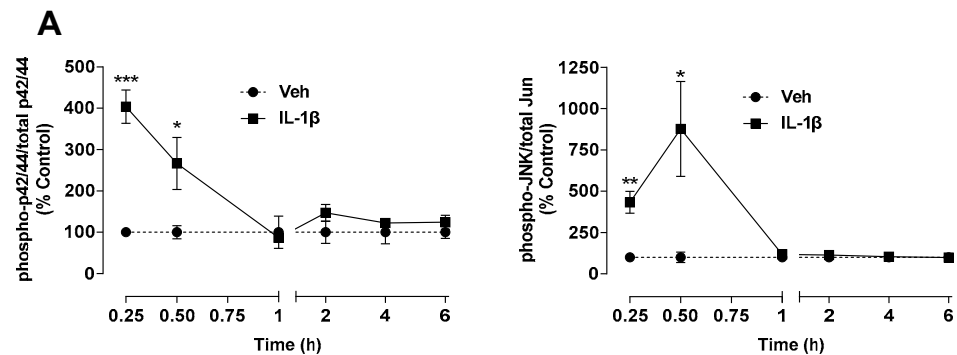 A
phospho-p42/44/total p42/44
(% Control)
500
400
300
200
100
0
***
*
Veh
IL-1β
0.25
0.50
0.75
1
2
4
6
Time (h)
phospho-JNK/total Jun
(% Control)
1250
1000
750
500
250
0
**
*
Veh
IL-1β
0.25
0.50
0.75
1
2
4
6
Time (h)